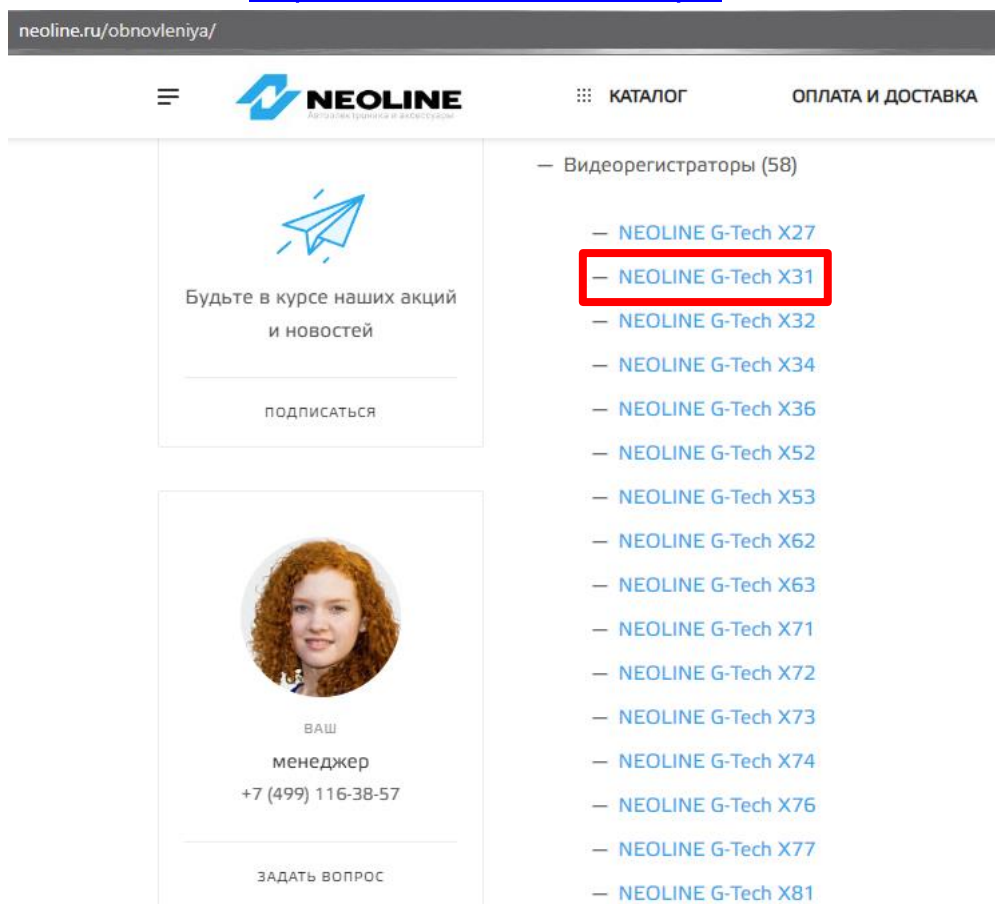 neoline.ru/obnovleniya/
NEOLINE
Автоэлектроника и аксессуары
КАТАЛОГ
ОПЛАТА И ДОСТАВКА
Будьте в курсе наших акций
и новостей
ПОДПИСАТЬСЯ
ВАШ
менеджер
+7 (499) 116-38-57
ЗАДАТЬ ВОПРОС
— Видеорегистраторы (58)
— NEOLINE G-Tech X27
— NEOLINE G-Tech X31
— NEOLINE G-Tech X32
— NEOLINE G-Tech X34
— NEOLINE G-Tech X36
— NEOLINE G-Tech X52
— NEOLINE G-Tech X53
— NEOLINE G-Tech X62
— NEOLINE G-Tech X63
— NEOLINE G-Tech X71
— NEOLINE G-Tech X72
— NEOLINE G-Tech X73
— NEOLINE G-Tech X74
— NEOLINE G-Tech X76
— NEOLINE G-Tech X77
— NEOLINE G-Tech X81